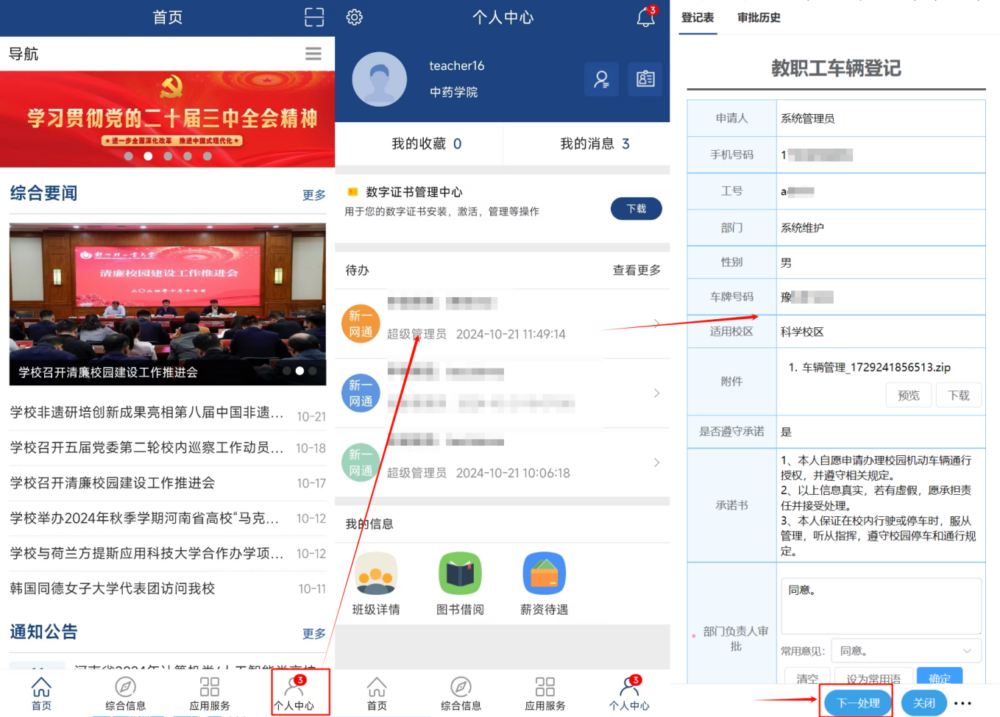 首页
导航
学习贯彻党的二十届三中全会精神
★进一步全面深化改革 推进中国式现代化★
综合要闻
更多
清廉校园建设工作推进会
二〇二四年十月十七日
学校召开清廉校园建设工作推进会
学校非遗研培创新成果亮相第八届中国非遗... 10-21
学校召开五届党委第二轮校内巡察工作动员... 10-18
学校召开清廉校园建设工作推进会 10-17
学校举办2024年秋季学期河南省高校“马克... 10-12
学校与荷兰方提斯应用科技大学合作办学项... 10-12
韩国同德女子大学代表团访问我校 10-11
通知公告
更多
首页
综合信息
应用服务
3
个人中心
个人中心
3
teacher16
中药学院
我的收藏 0
我的消息 3
数字证书管理中心
用于您的数字证书安装，激活，管理等操作
下载
待办
查看更多
新一网通
超级管理员 2024-10-21 11:49:14
新一网通
新一网通
超级管理员 2024-10-21 10:06:18
我的信息
班级详情
图书借阅
薪资待遇
首页
综合信息
应用服务
3
个人中心
登记表
审批历史
教职工车辆登记
申请人 系统管理员
手机号码 1
工号 a
部门 系统维护
性别 男
车牌号码 豫
适用校区 科学校区
附件
1. 车辆管理_1729241856513.zip
预览
下载
是否遵守承诺 是
承诺书
1、本人自愿申请办理校园机动车辆通行
授权，并遵守相关规定。
2、以上信息真实，若有虚假，愿承担责
任并接受处理。
3、本人保证在校内行驶或停车时，服从
管理，听从指挥，遵守校园停车和通行规
定。
* 部门负责人审
批
同意。
常用意见: 同意。
清空
设为常用语
确定
下一处理
关闭
•••